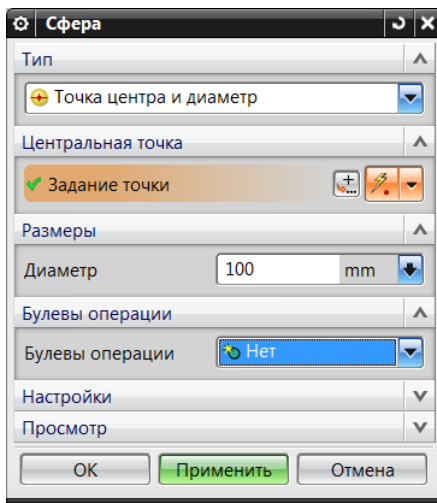 Сфера
Тип
Точка центра и диаметр
Центральная точка
Задание точки
Размеры
Диаметр 100 mm
Булевы операции
Булевы операции Нет
Настройки
Просмотр
ОК Применить Отмена